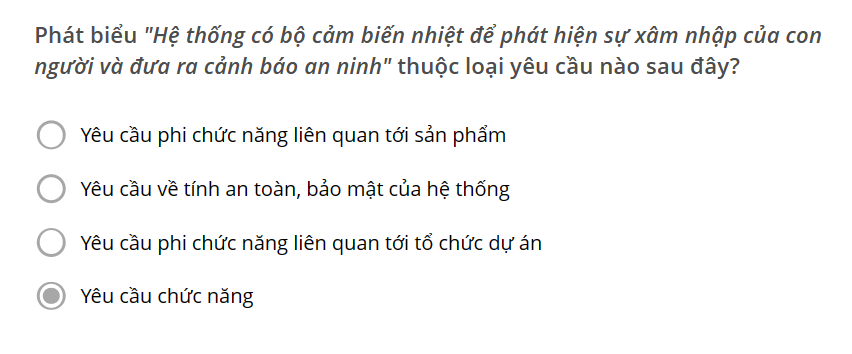 Phát biểu "Hệ thống có bộ cảm biến nhiệt để phát hiện sự xâm nhập của con
người và đưa ra cảnh báo an ninh" thuộc loại yêu cầu nào sau đây?
Yêu cầu phi chức năng liên quan tới sản phẩm
Yêu cầu về tính an toàn, bảo mật của hệ thống
Yêu cầu phi chức năng liên quan tới tổ chức dự án
Yêu cầu chức năng